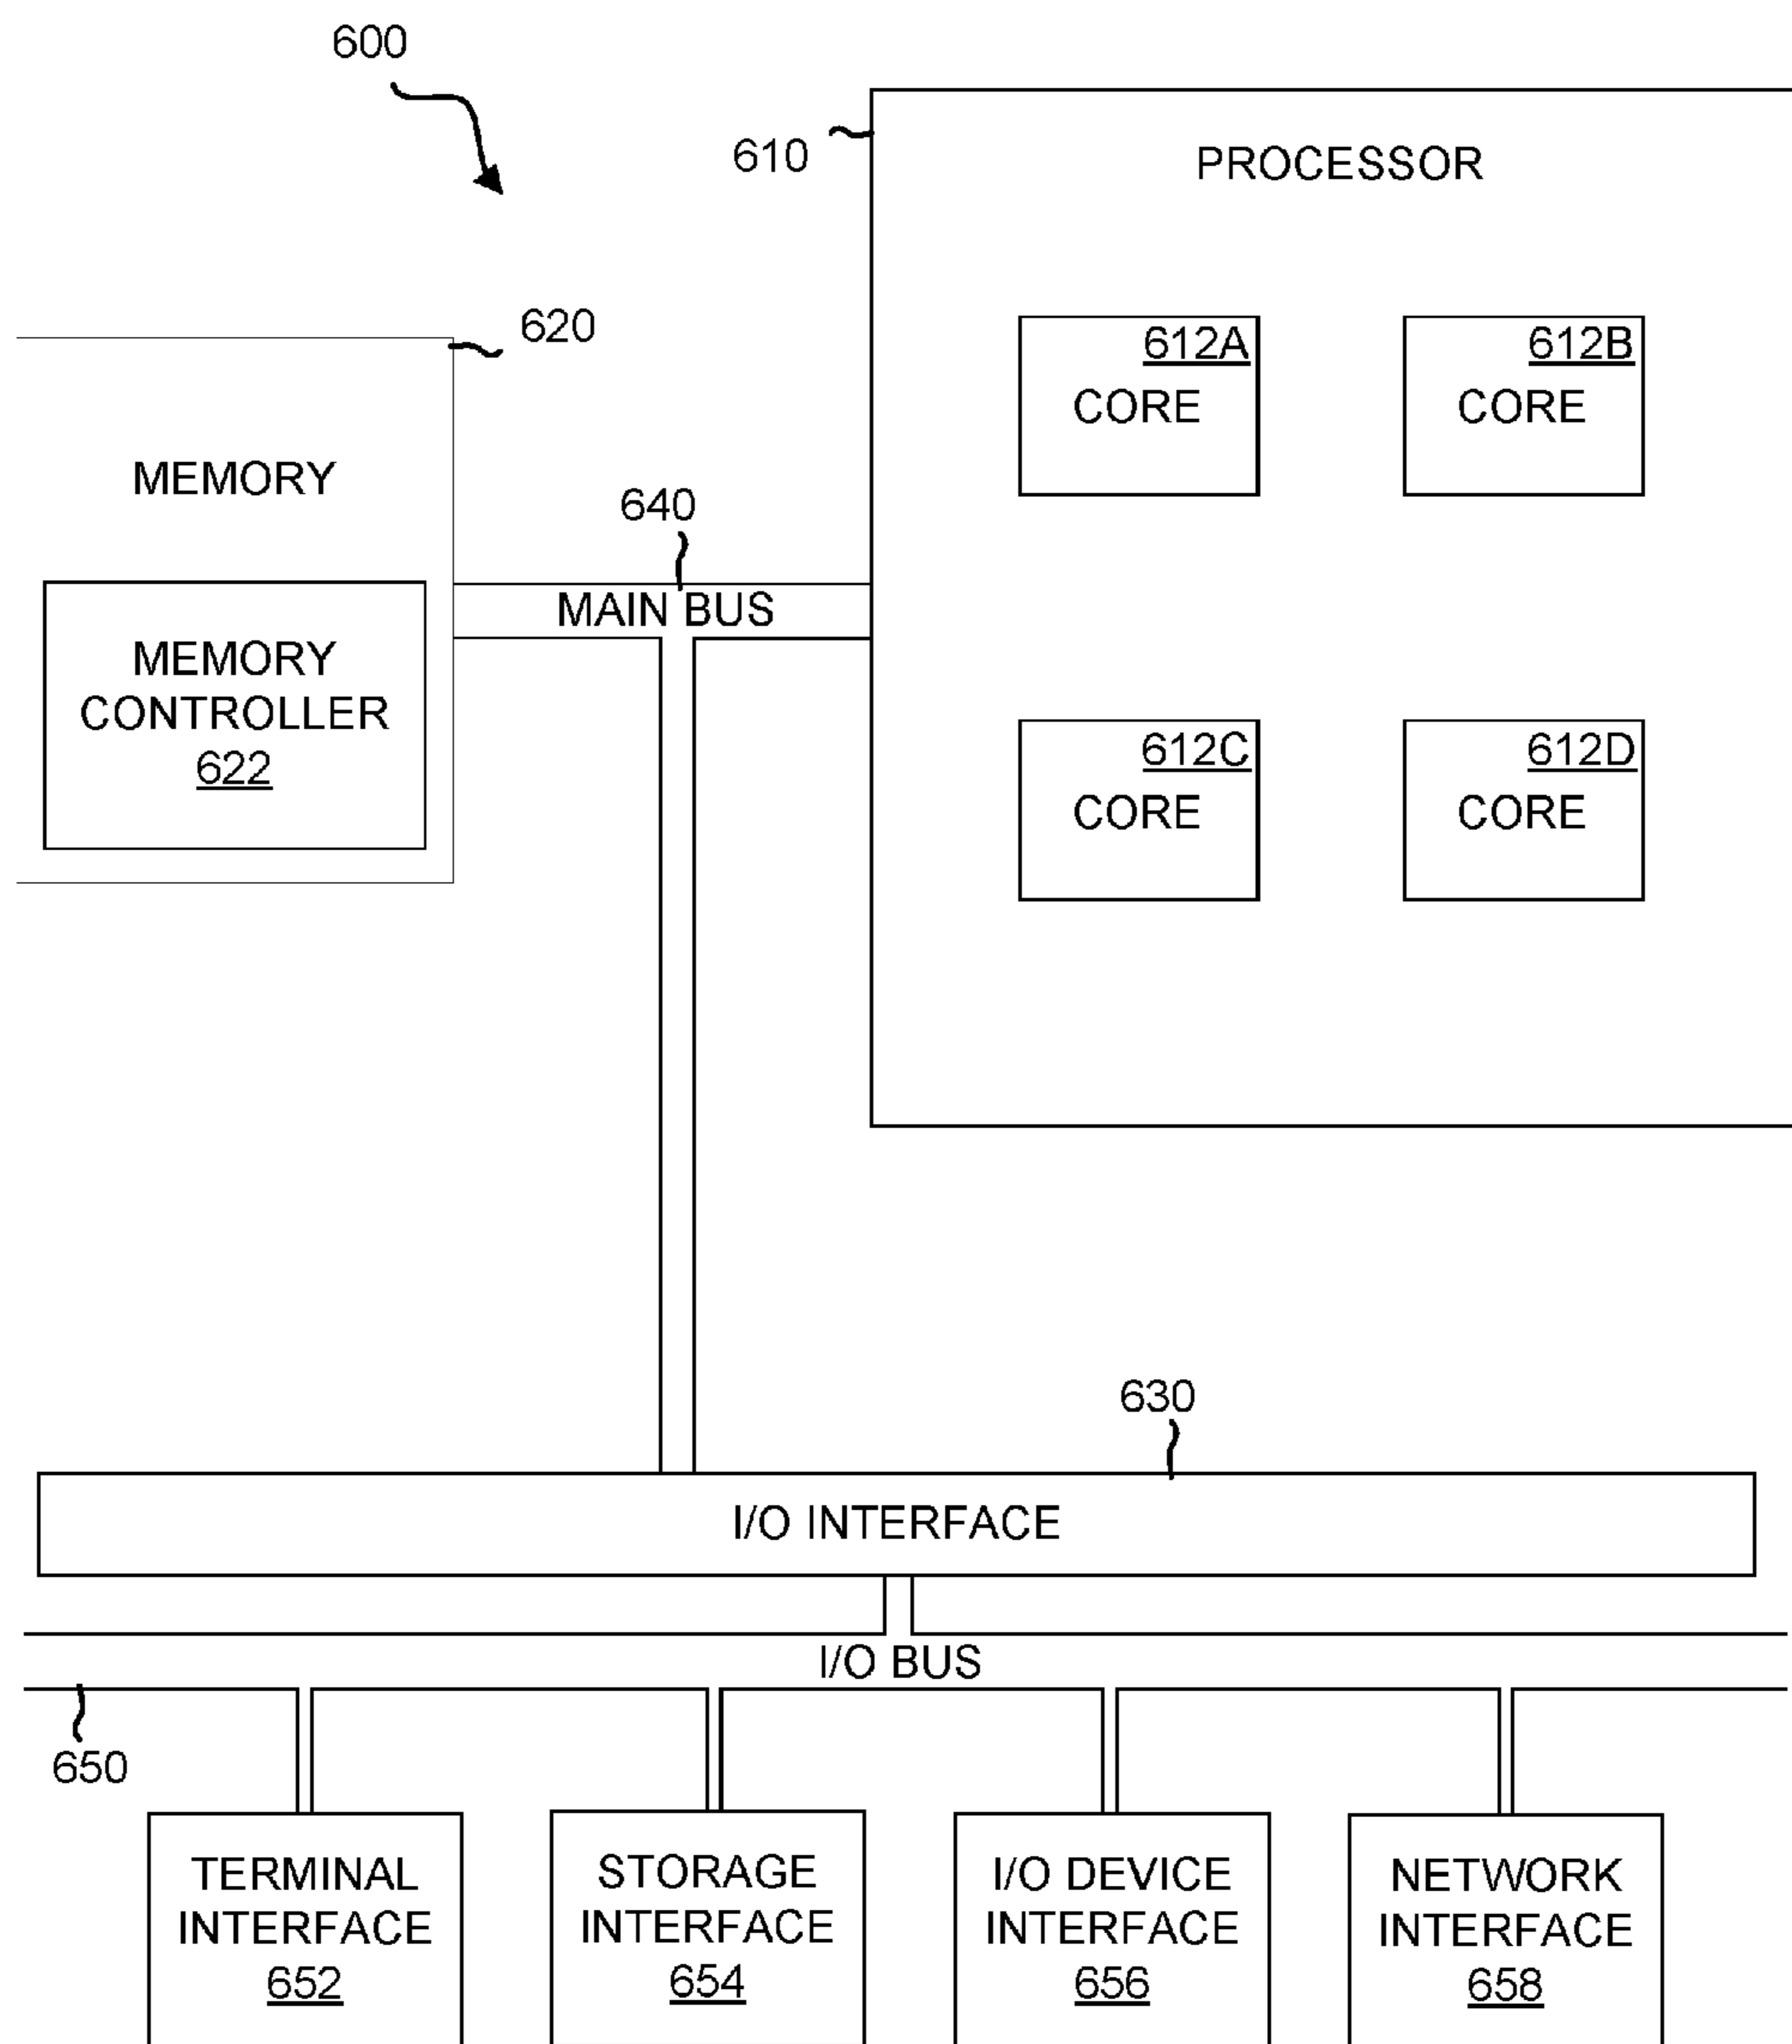 600
610
PROCESSOR
620
612A
CORE
612B
CORE
MEMORY
640
MAIN BUS
MEMORY
CONTROLLER
622
612C
CORE
612D
CORE
630
I/O INTERFACE
I/O BUS
650
TERMINAL
INTERFACE
652
STORAGE
INTERFACE
654
I/O DEVICE
INTERFACE
656
NETWORK
INTERFACE
658